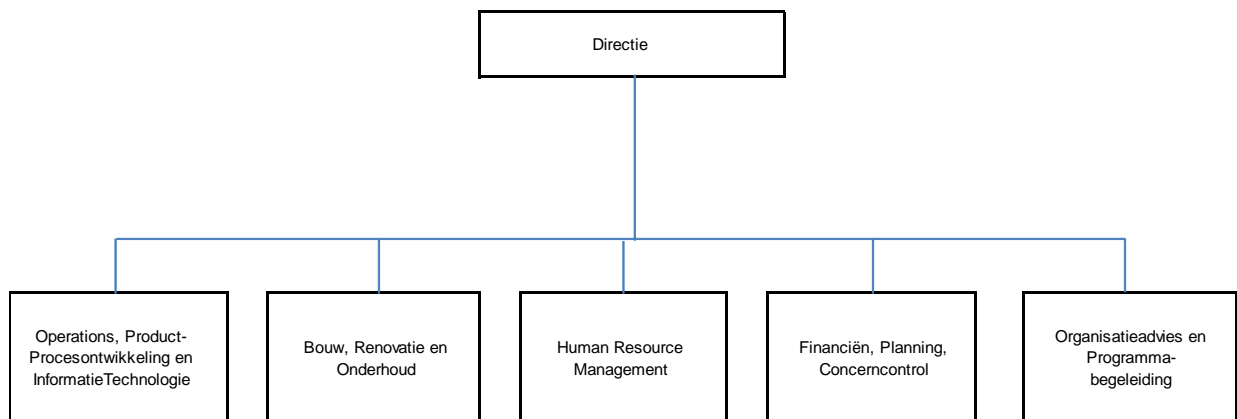 Directie
Operations, Product-
Procesontwikkeling en
InformatieTechnologie
Bouw, Renovatie en
Onderhoud
Human Resource
Management
Financiën, Planning,
Concerncontrol
Organisatieadvies en
Programma-
begeleiding